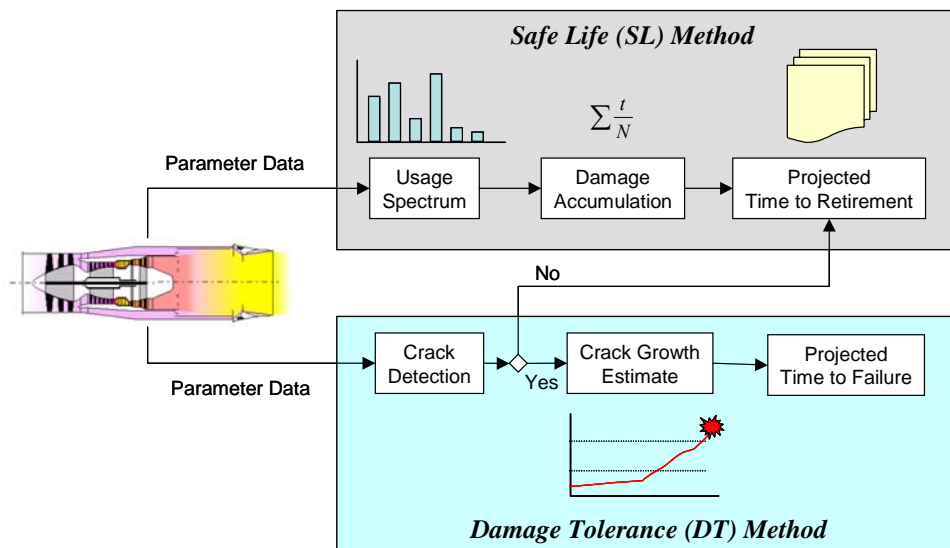 Safe Life (SL) Method
∑ t/N
Parameter Data
Usage
Spectrum
Damage
Accumulation
Projected
Time to Retirement
No
Crack
Detection
Yes
Crack Growth
Estimate
Projected
Time to Failure
Parameter Data
Damage Tolerance (DT) Method